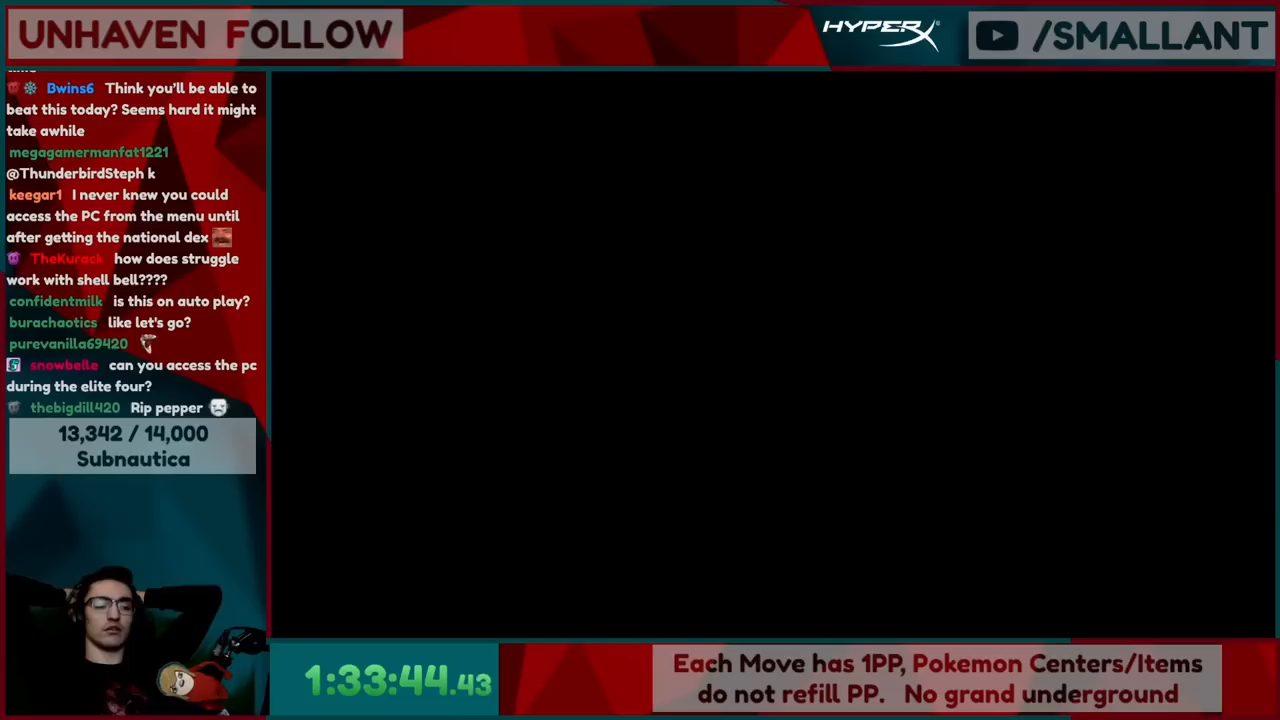 UNHAVEN FOLLOW
HYPERX
/SMALLANT
Bwins6 Think you'll be able to
beat this today? Seems hard it might
take awhile
megagamermanfat1221
@ThunderbirdSteph k
keegar1 I never knew you could
access the PC from the menu until
after getting the national dex
TheKurack how does struggle
work with shell bell????
confidentmilk is this on auto play?
burachaotics like let's go?
purevanilla69420
snowbelle can you access the pc
during the elite four?
thebigdill420 Rip pepper
13,342 / 14,000
Subnautica
1:33:44.43
Each Move has 1PP, Pokemon Centers/Items
do not refill PP. No grand underground